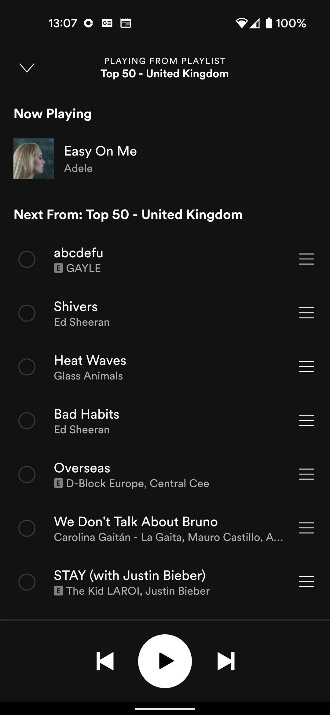 13:07 100%
PLAYING FROM PLAYLIST
Top 50 - United Kingdom
Now Playing
Easy On Me
Adele
Next From: Top 50 - United Kingdom
abcdefu
E GAYLE
Shivers
Ed Sheeran
Heat Waves
Glass Animals
Bad Habits
Ed Sheeran
Overseas
E D-Block Europe, Central Cee
We Don't Talk About Bruno
Carolina Gaitán - La Gaita, Mauro Castillo, A...
STAY (with Justin Bieber)
E The Kid LAROI, Justin Bieber